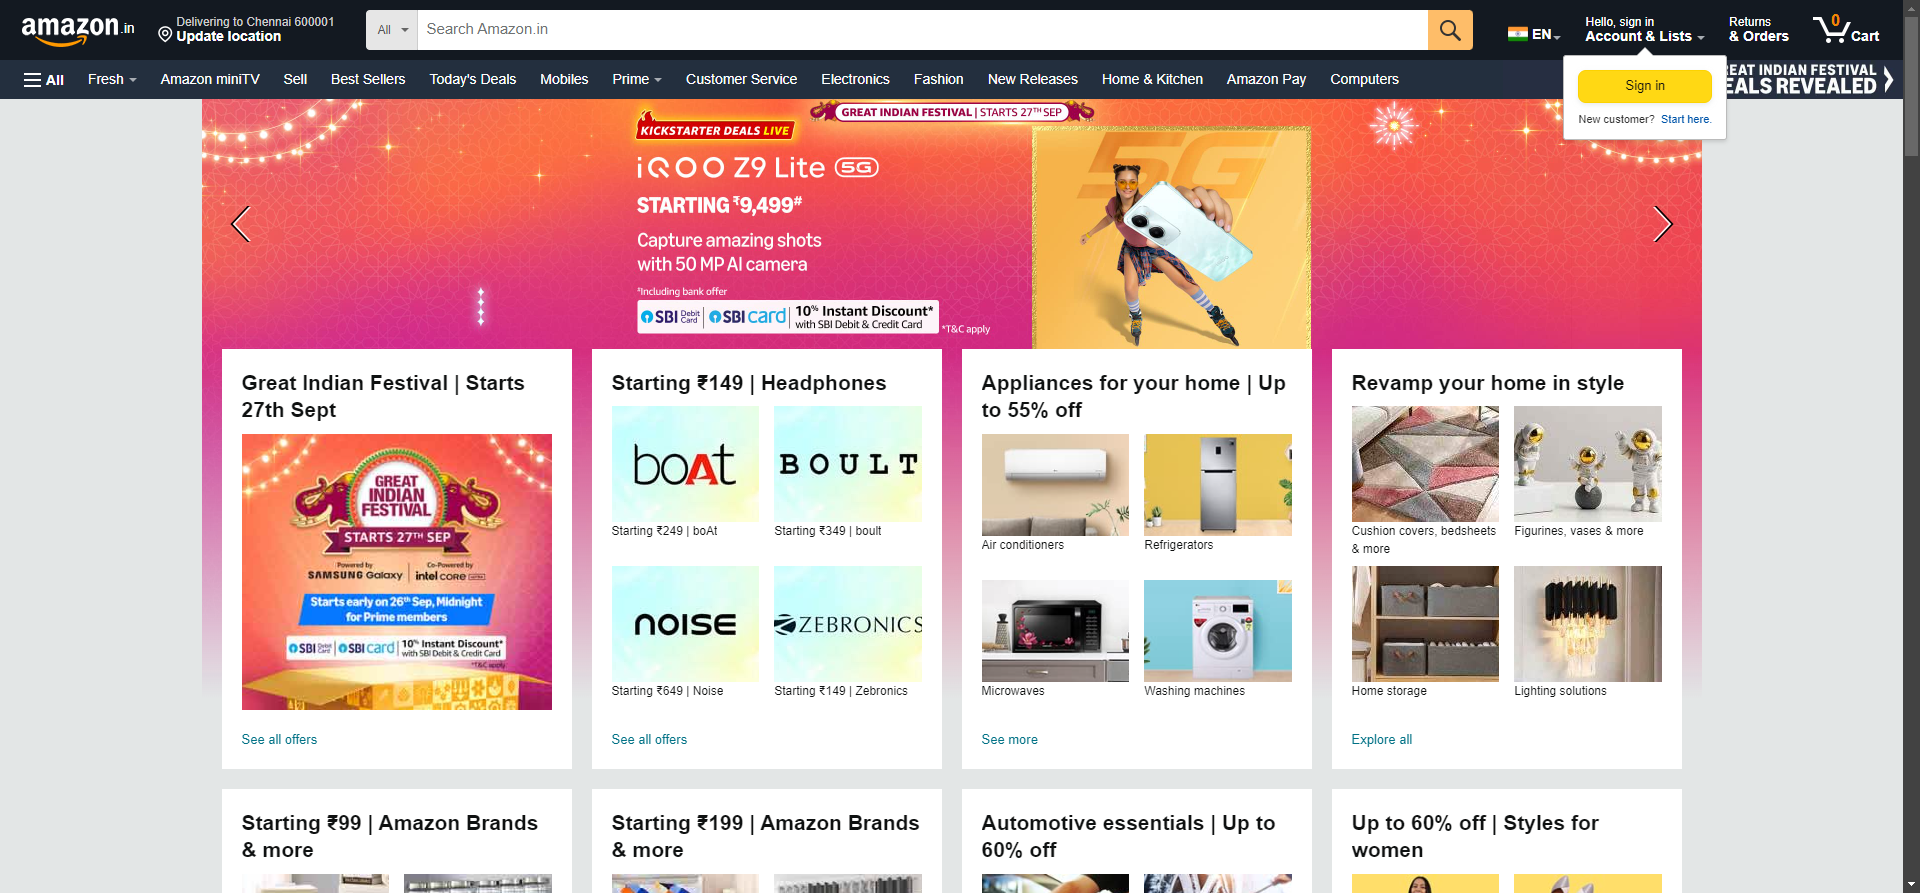 amazon.in
Delivering to Chennai 600001
Update location
All
Search Amazon.in
EN
Hello, sign in
Account & Lists
Returns
& Orders
0
Cart
All
Fresh
Amazon miniTV
Sell
Best Sellers
Today's Deals
Mobiles
Prime
Customer Service
Electronics
Fashion
New Releases
Home & Kitchen
Amazon Pay
Computers
REAT INDIAN FESTIVAL
EALS REVEALED
Sign in
New customer? Start here.
GREAT INDIAN FESTIVAL | STARTS 27TH SEP
KICKSTARTER DEALS LIVE
iQOO Z9 Lite 5G
STARTING ₹9,499#
Capture amazing shots
with 50 MP AI camera
#Including bank offer
SBI Debit Card | SBI card | 10% Instant Discount*
with SBI Debit & Credit Card
*T&C apply
5G
Great Indian Festival | Starts
27th Sept
GREAT
INDIAN
FESTIVAL
STARTS 27TH SEP
Powered by
SAMSUNG Galaxy
Co-Powered by
intel CORE
Starts early on 26th Sep, Midnight
for Prime members
SBI Debit Card | SBI card | 10% Instant Discount*
with SBI Debit & Credit Card
*T&C apply
See all offers
Starting ₹149 | Headphones
boAt
BOULT
Starting ₹249 | boAt
Starting ₹349 | boult
noise
ZEBRONICS
Starting ₹649 | Noise
Starting ₹149 | Zebronics
See all offers
Appliances for your home | Up
to 55% off
Air conditioners
Refrigerators
Microwaves
Washing machines
See more
Revamp your home in style
Cushion covers, bedsheets
& more
Figurines, vases & more
Home storage
Lighting solutions
Explore all
Starting ₹99 | Amazon Brands
& more
Starting ₹199 | Amazon Brands
& more
Automotive essentials | Up to
60% off
Up to 60% off | Styles for
women